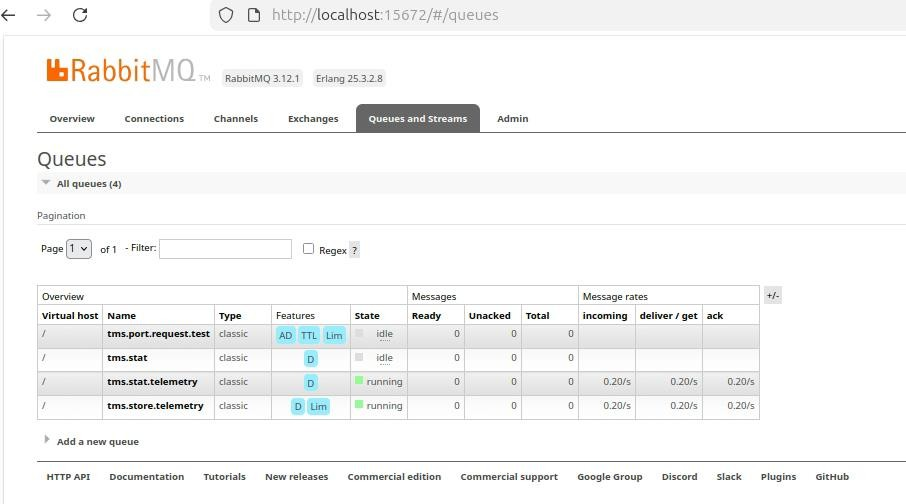 http://localhost:15672/#/queues
RabbitMQ TM RabbitMQ 3.12.1 Erlang 25.3.2.8
Overview Connections Channels Exchanges Queues and Streams Admin
Queues
All queues (4)
Pagination
Page 1 of 1 - Filter: Regex ?
Overview Messages Message rates +/-
Virtual host Name Type Features State Ready Unacked Total incoming deliver / get ack
/ tms.port.request.test classic AD TTL Lim idle 0 0 0
/ tms.stat classic D idle 0 0 0
/ tms.stat.telemetry classic D running 0 0 0 0.20/s 0.20/s 0.20/s
/ tms.store.telemetry classic D Lim running 0 0 0 0.20/s 0.20/s 0.20/s
Add a new queue
HTTP API Documentation Tutorials New releases Commercial edition Commercial support Google Group Discord Slack Plugins GitHub